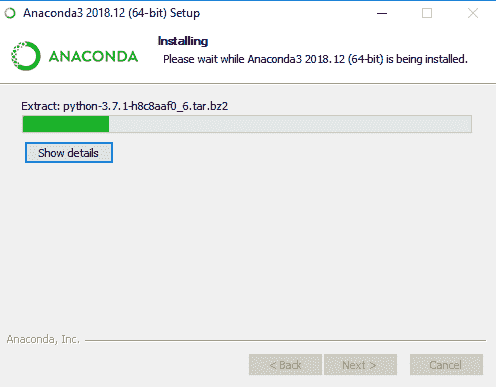 Anaconda3 2018.12 (64-bit) Setup
ANACONDA
Installing
Please wait while Anaconda3 2018.12 (64-bit) is being installed.
Extract: python-3.7.1-h8c8aaf0_6.tar.bz2
Show details
Anaconda, Inc.
< Back
Next >
Cancel